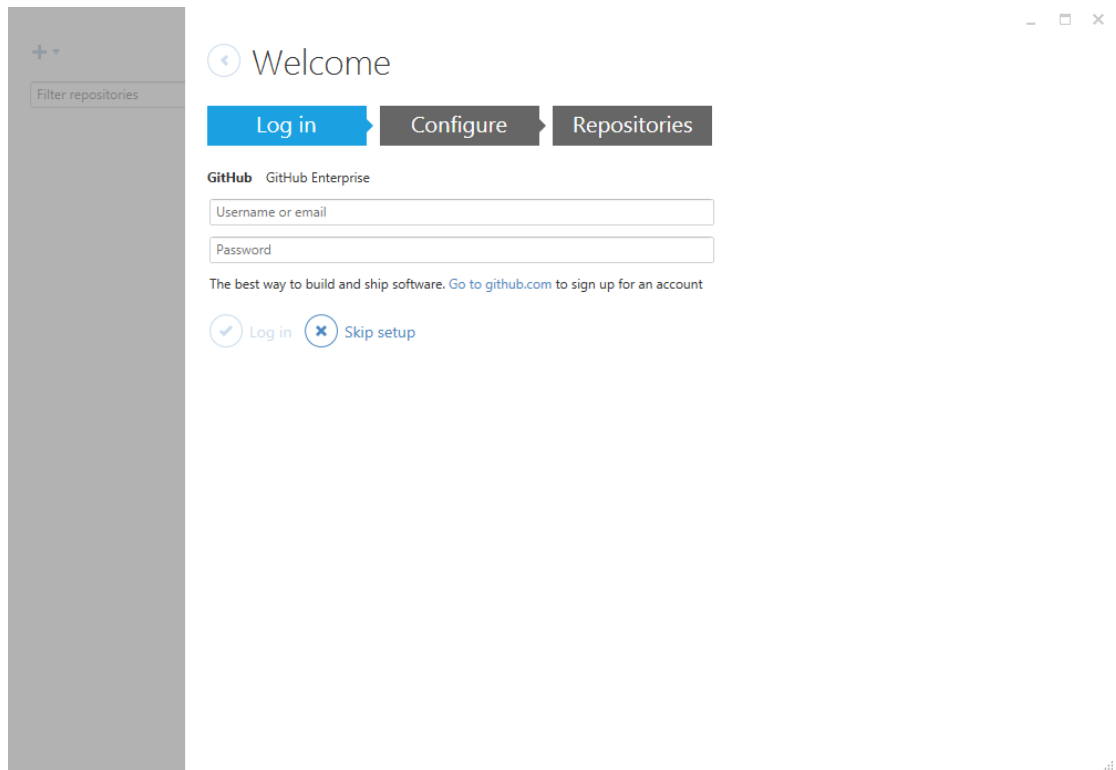 Filter repositories
Welcome
Log in Configure Repositories
GitHub GitHub Enterprise
Username or email
Password
The best way to build and ship software. Go to github.com to sign up for an account
Log in Skip setup